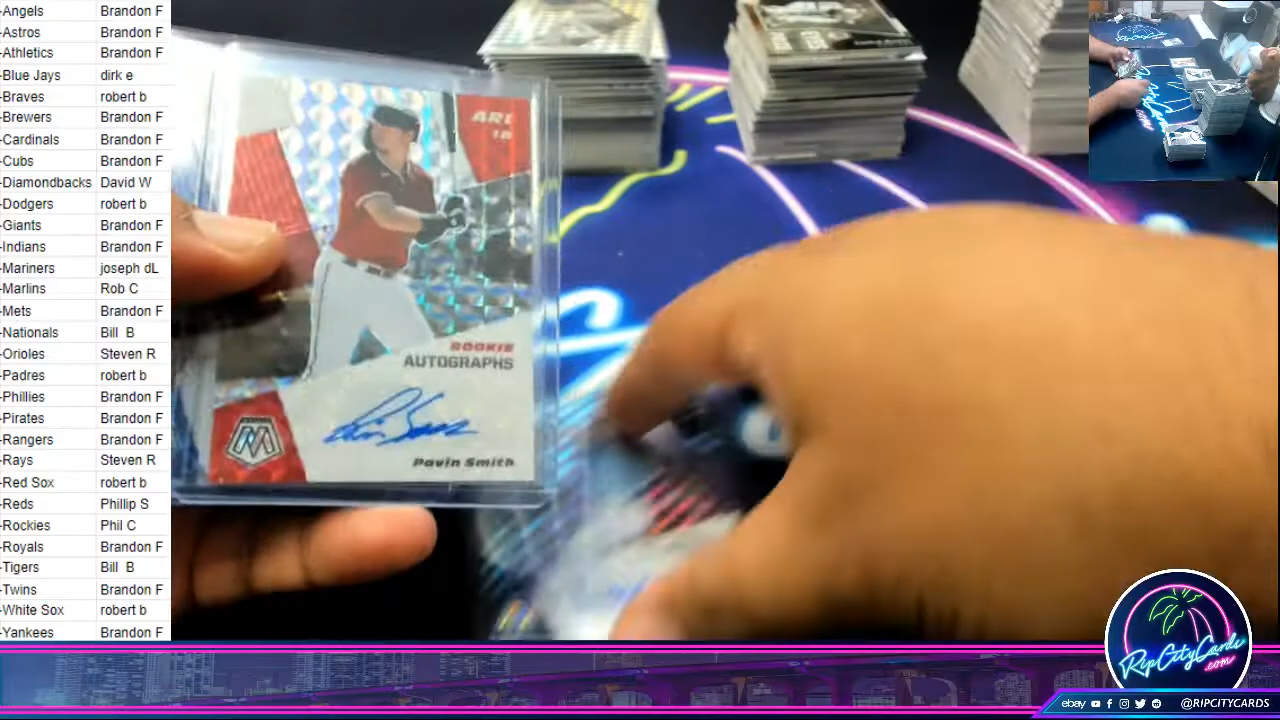 -Angels Brandon F
-Astros Brandon F
-Athletics Brandon F
-Blue Jays dirk e
-Braves robert b
-Brewers Brandon F
-Cardinals Brandon F
-Cubs Brandon F
-Diamondbacks David W
-Dodgers robert b
-Giants Brandon F
-Indians Brandon F
-Mariners joseph dL
-Marlins Rob C
-Mets Brandon F
-Nationals Bill B
-Orioles Steven R
-Padres robert b
-Phillies Brandon F
-Pirates Brandon F
-Rangers Brandon F
-Rays Steven R
-Red Sox robert b
-Reds Phillip S
-Rockies Phil C
-Royals Brandon F
-Tigers Bill B
-Twins Brandon F
-White Sox robert b
-Yankees Brandon F
ARI
1B
ROOKIE
AUTOGRAPHS
M
Pavin Smith
RipCityCards
.com
ebay @RIPCITYCARDS